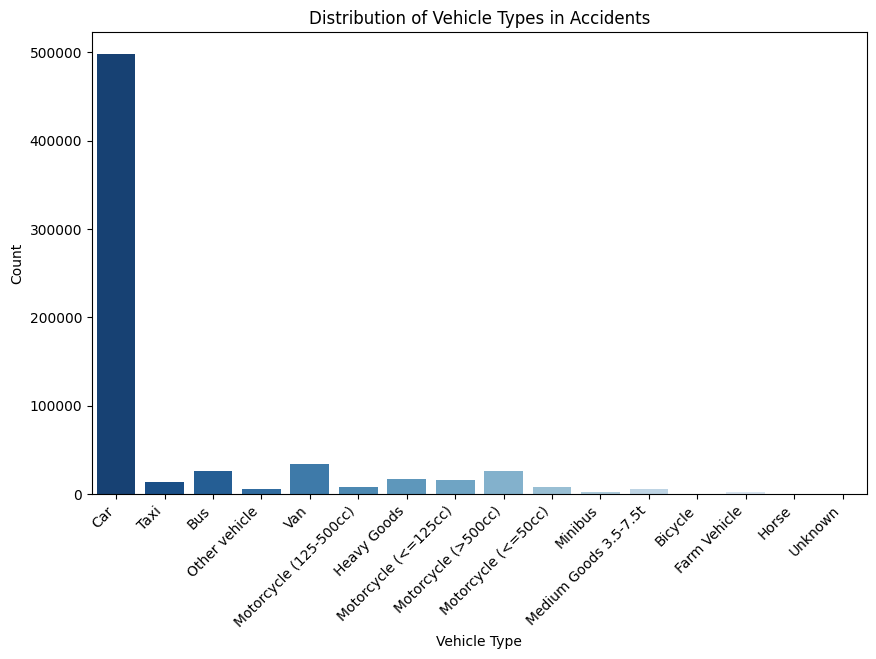 Distribution of Vehicle Types in Accidents
Count
500000
400000
300000
200000
100000
0
Car
Taxi
Bus
Other vehicle
Van
Motorcycle (125-500cc)
Heavy Goods
Motorcycle (<=125cc)
Motorcycle (>500cc)
Motorcycle (<=50cc)
Minibus
Medium Goods 3.5-7.5t
Bicycle
Farm Vehicle
Horse
Unknown
Vehicle Type